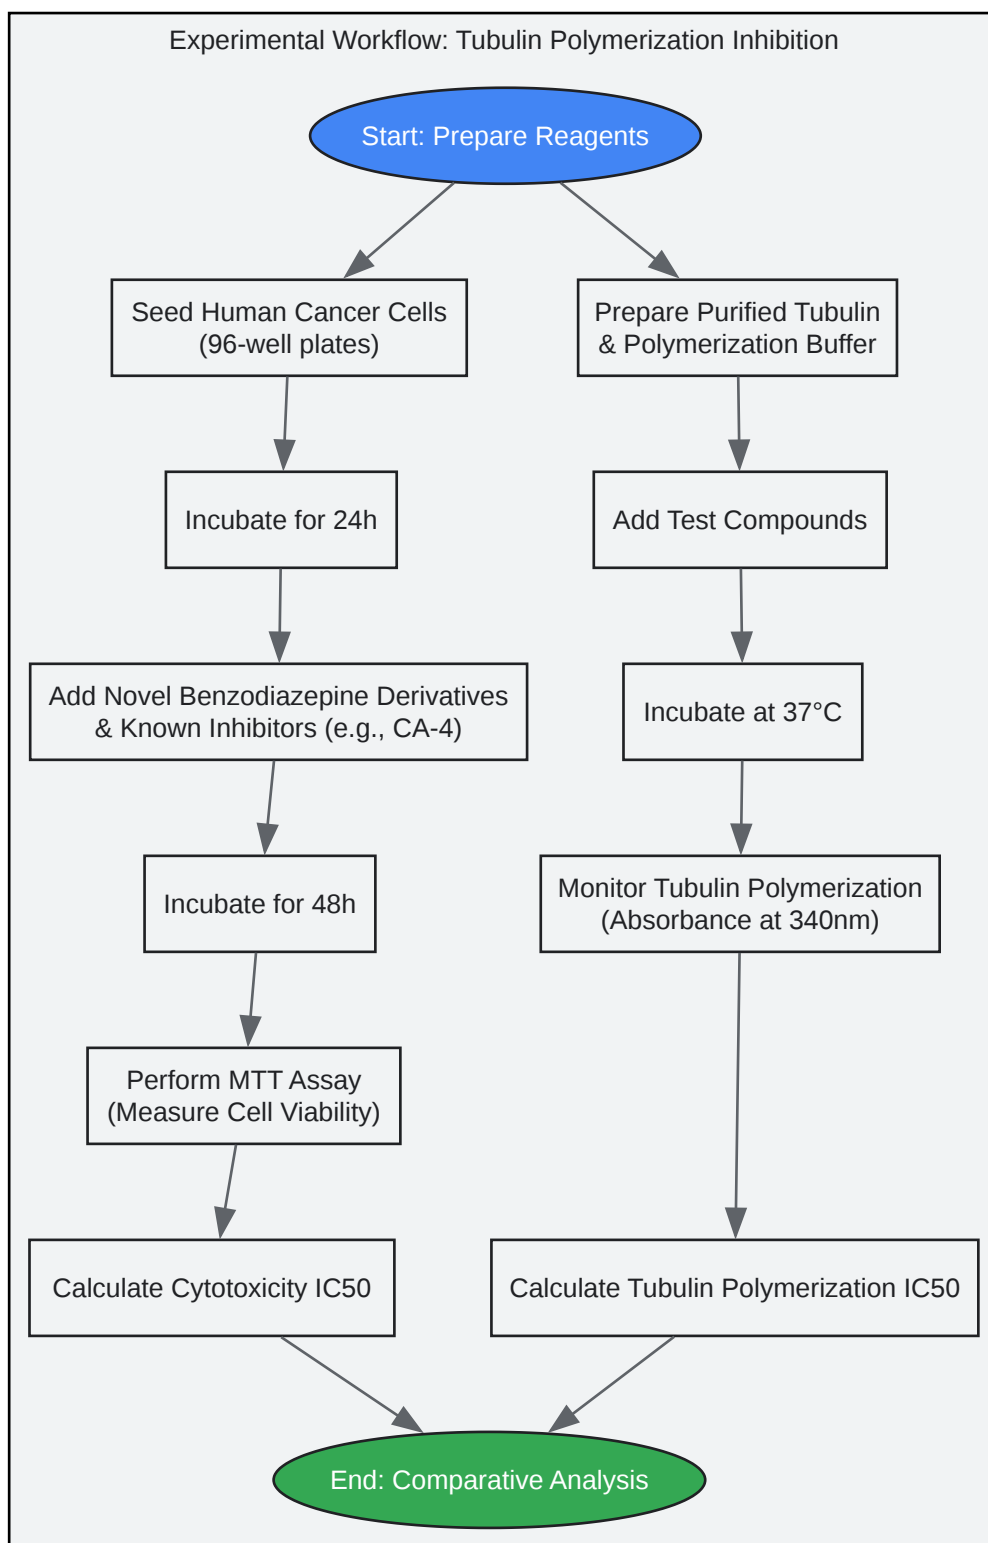 Experimental Workflow: Tubulin Polymerization Inhibition
Start: Prepare Reagents
Seed Human Cancer Cells
(96-well plates)
Incubate for 24h
Add Novel Benzodiazepine Derivatives
& Known Inhibitors (e.g., CA-4)
Incubate for 48h
Perform MTT Assay
(Measure Cell Viability)
Calculate Cytotoxicity IC50
Prepare Purified Tubulin
& Polymerization Buffer
Add Test Compounds
Incubate at 37°C
Monitor Tubulin Polymerization
(Absorbance at 340nm)
Calculate Tubulin Polymerization IC50
End: Comparative Analysis